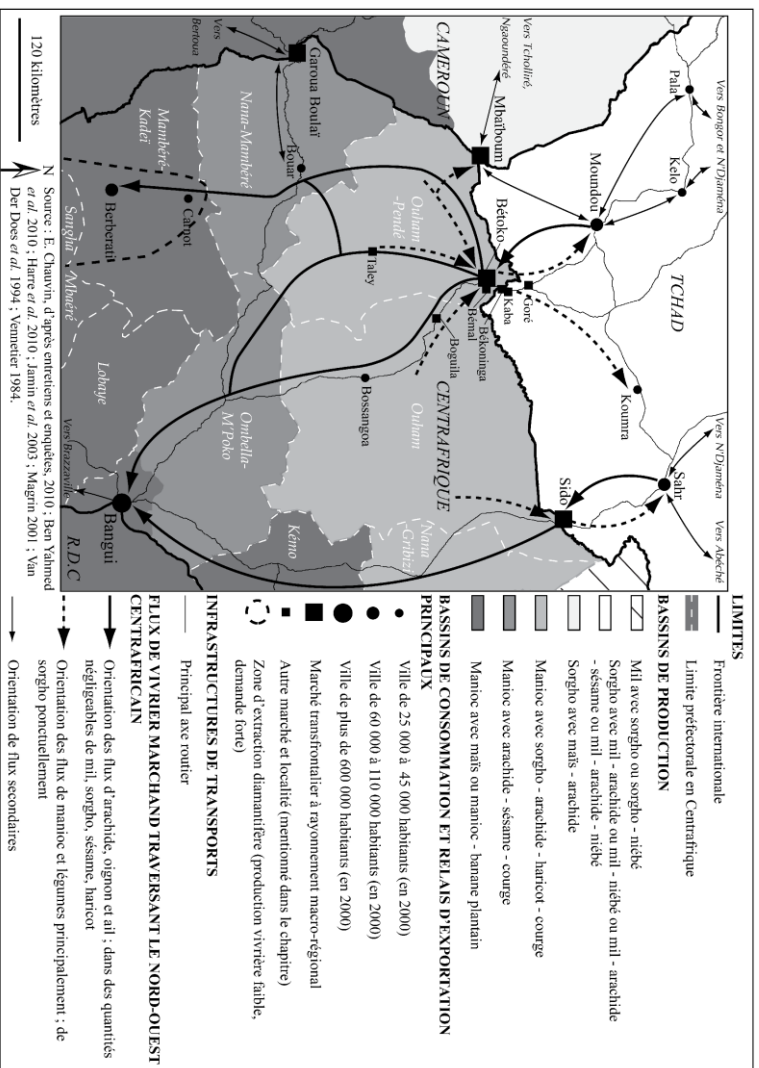 Vers Bongor et N'Djaména
Pala
Kelo
Vers N'Djaména
Vers Abéché
Vers Tcholliré,
Ngaoundéré
Moundou
TCHAD
Koumra
Sahr
CAMEROUN
Mbaïboum
Bétoko
Goré
Kaba
Békoninga
Bémal
Sido
Vers
Bertoua
Garoua Boulaï
Bouar
Ouham
-Pendé
Taley
Boguila
CENTRAFRIQUE
Bossangoa
Ouham
Nana
Gribizi
Nana-Mambéré
Mambéré-
Kadeï
Carnot
Berberati
Sangha
Mbaéré
Lobaye
Ombella-
M'Poko
Kémo
Vers Brazzaville
Bangui
R.D.C
120 kilomètres
N
Source : E. Chauvin, d'après entretiens et enquêtes, 2010 ; Ben Yahmed
et al. 2010 ; Harre et al. 2010 ; Jamin et al. 2003 ; Magrin 2001 ; Van
Der Does et al. 1994 ; Vennetier 1984.
LIMITES
Frontière internationale
Limite préfectorale en Centrafrique
BASSINS DE PRODUCTION
Mil avec sorgho ou sorgho - niébé
Sorgho avec mil - arachide ou mil - niébé ou mil - arachide
- sésame ou mil - arachide - niébé
Sorgho avec maïs - arachide
Manioc avec sorgho - arachide - haricot - courge
Manioc avec arachide - sésame - courge
Manioc avec maïs ou manioc - banane plantain
BASSINS DE CONSOMMATION ET RELAIS D'EXPORTATION
PRINCIPAUX
Ville de 25 000 à 45 000 habitants (en 2000)
Ville de 60 000 à 110 000 habitants (en 2000)
Ville de plus de 600 000 habitants (en 2000)
Marché transfrontalier à rayonnement macro-régional
Autre marché et localité (mentionné dans le chapitre)
Zone d'extraction diamantifère (production vivrière faible,
demande forte)
INFRASTRUCTURES DE TRANSPORTS
Principal axe routier
FLUX DE VIVRIER MARCHAND TRAVERSANT LE NORD-OUEST
CENTRAFRICAIN
Orientation des flux d'arachide, oignon et ail ; dans des quantités
négligeables de mil, sorgho, sésame, haricot
Orientation des flux de manioc et légumes principalement ; de
sorgho ponctuellement
Orientation de flux secondaires